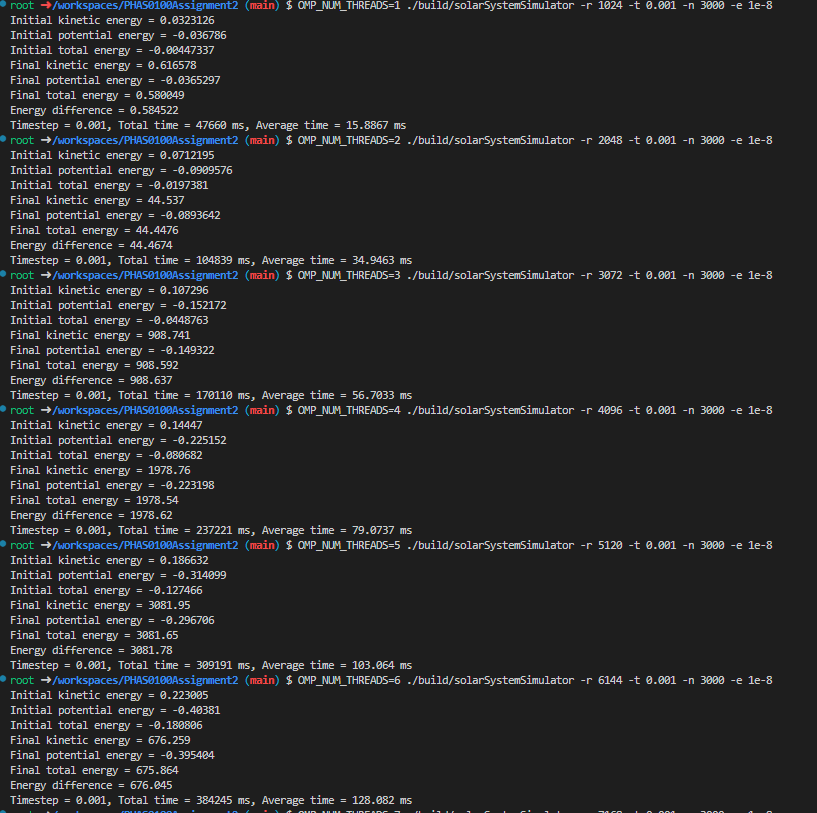 root ➜/workspaces/PHAS0100Assignment2 (main) $ OMP_NUM_THREADS=1 ./build/solarSystemSimulator -r 1024 -t 0.001 -n 3000 -e 1e-8
Initial kinetic energy = 0.0323126
Initial potential energy = -0.036786
Initial total energy = -0.00447337
Final kinetic energy = 0.616578
Final potential energy = -0.0365297
Final total energy = 0.580049
Energy difference = 0.584522
Timestep = 0.001, Total time = 47660 ms, Average time = 15.8867 ms
root ➜/workspaces/PHAS0100Assignment2 (main) $ OMP_NUM_THREADS=2 ./build/solarSystemSimulator -r 2048 -t 0.001 -n 3000 -e 1e-8
Initial kinetic energy = 0.0712195
Initial potential energy = -0.0909576
Initial total energy = -0.0197381
Final kinetic energy = 44.537
Final potential energy = -0.0893642
Final total energy = 44.4476
Energy difference = 44.4674
Timestep = 0.001, Total time = 104839 ms, Average time = 34.9463 ms
root ➜/workspaces/PHAS0100Assignment2 (main) $ OMP_NUM_THREADS=3 ./build/solarSystemSimulator -r 3072 -t 0.001 -n 3000 -e 1e-8
Initial kinetic energy = 0.107296
Initial potential energy = -0.152172
Initial total energy = -0.0448763
Final kinetic energy = 908.741
Final potential energy = -0.149322
Final total energy = 908.592
Energy difference = 908.637
Timestep = 0.001, Total time = 170110 ms, Average time = 56.7033 ms
root ➜/workspaces/PHAS0100Assignment2 (main) $ OMP_NUM_THREADS=4 ./build/solarSystemSimulator -r 4096 -t 0.001 -n 3000 -e 1e-8
Initial kinetic energy = 0.14447
Initial potential energy = -0.225152
Initial total energy = -0.080682
Final kinetic energy = 1978.76
Final potential energy = -0.223198
Final total energy = 1978.54
Energy difference = 1978.62
Timestep = 0.001, Total time = 237221 ms, Average time = 79.0737 ms
root ➜/workspaces/PHAS0100Assignment2 (main) $ OMP_NUM_THREADS=5 ./build/solarSystemSimulator -r 5120 -t 0.001 -n 3000 -e 1e-8
Initial kinetic energy = 0.186632
Initial potential energy = -0.314099
Initial total energy = -0.127466
Final kinetic energy = 3081.95
Final potential energy = -0.296706
Final total energy = 3081.65
Energy difference = 3081.78
Timestep = 0.001, Total time = 309191 ms, Average time = 103.064 ms
root ➜/workspaces/PHAS0100Assignment2 (main) $ OMP_NUM_THREADS=6 ./build/solarSystemSimulator -r 6144 -t 0.001 -n 3000 -e 1e-8
Initial kinetic energy = 0.223005
Initial potential energy = -0.40381
Initial total energy = -0.180806
Final kinetic energy = 676.259
Final potential energy = -0.395404
Final total energy = 675.864
Energy difference = 676.045
Timestep = 0.001, Total time = 384245 ms, Average time = 128.082 ms